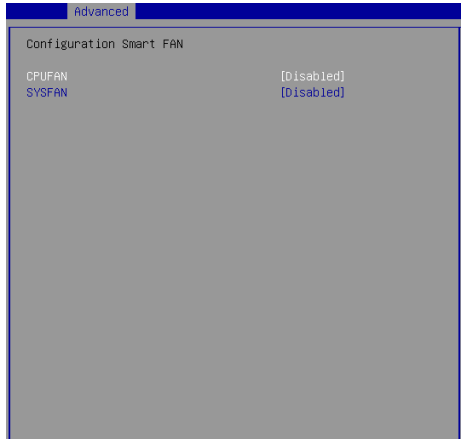 Advanced
Configuration Smart FAN
CPUFAN [Disabled]
SYSFAN [Disabled]